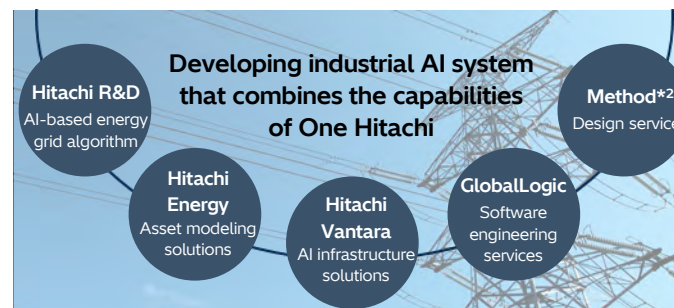 Developing industrial AI system
that combines the capabilities
of One Hitachi
Hitachi R&D
AI-based energy
grid algorithm
Hitachi
Energy
Asset modeling
solutions
Hitachi
Vantara
AI infrastructure
solutions
GlobalLogic
Software
engineering
services
Method*2
Design service